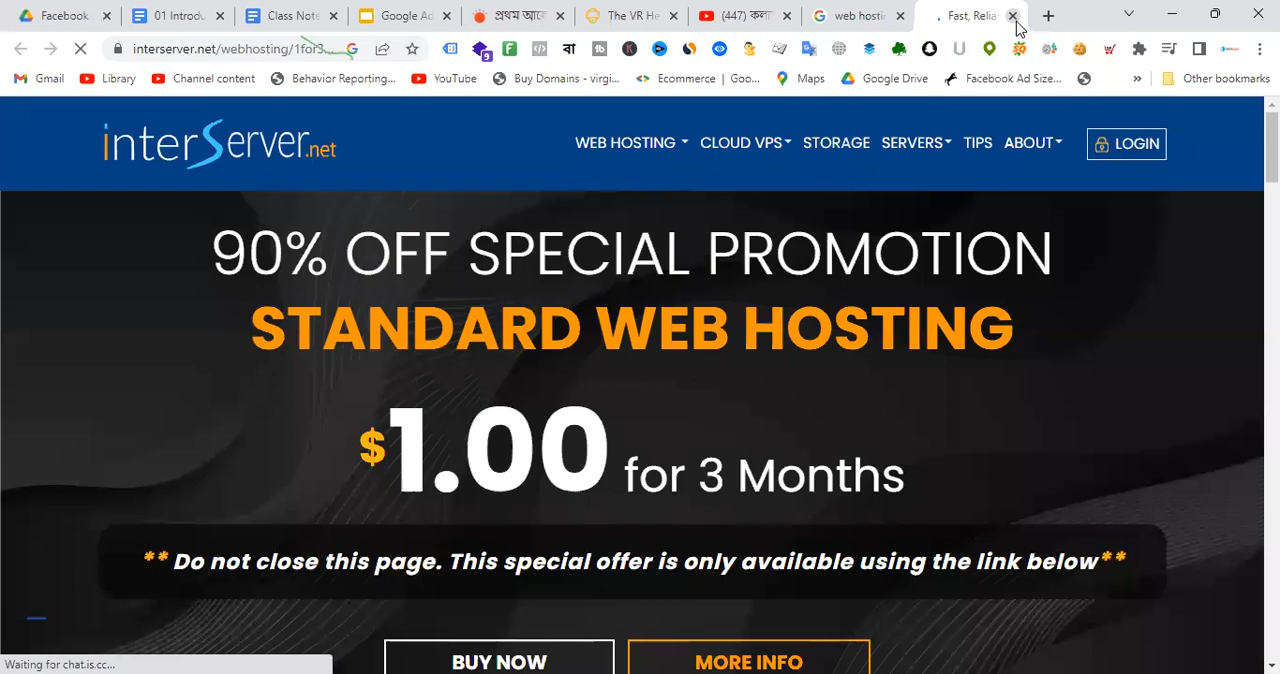 Facebook
01 Introdu
Class Note
Google Ad
প্রথম আলো
The VR He
(447) কলা
web hosti
Fast, Relia
interserver.net/webhosting/1for3...
9
বা
Gmail
Library
Channel content
Behavior Reporting...
YouTube
Buy Domains - virgi...
Ecommerce | Goo...
Maps
Google Drive
Facebook Ad Size...
»
Other bookmarks
interServer.net
WEB HOSTING
CLOUD VPS
STORAGE
SERVERS
TIPS
ABOUT
LOGIN
90% OFF SPECIAL PROMOTION
STANDARD WEB HOSTING
$1.00 for 3 Months
** Do not close this page. This special offer is only available using the link below**
BUY NOW
MORE INFO
Waiting for chat.is.cc...